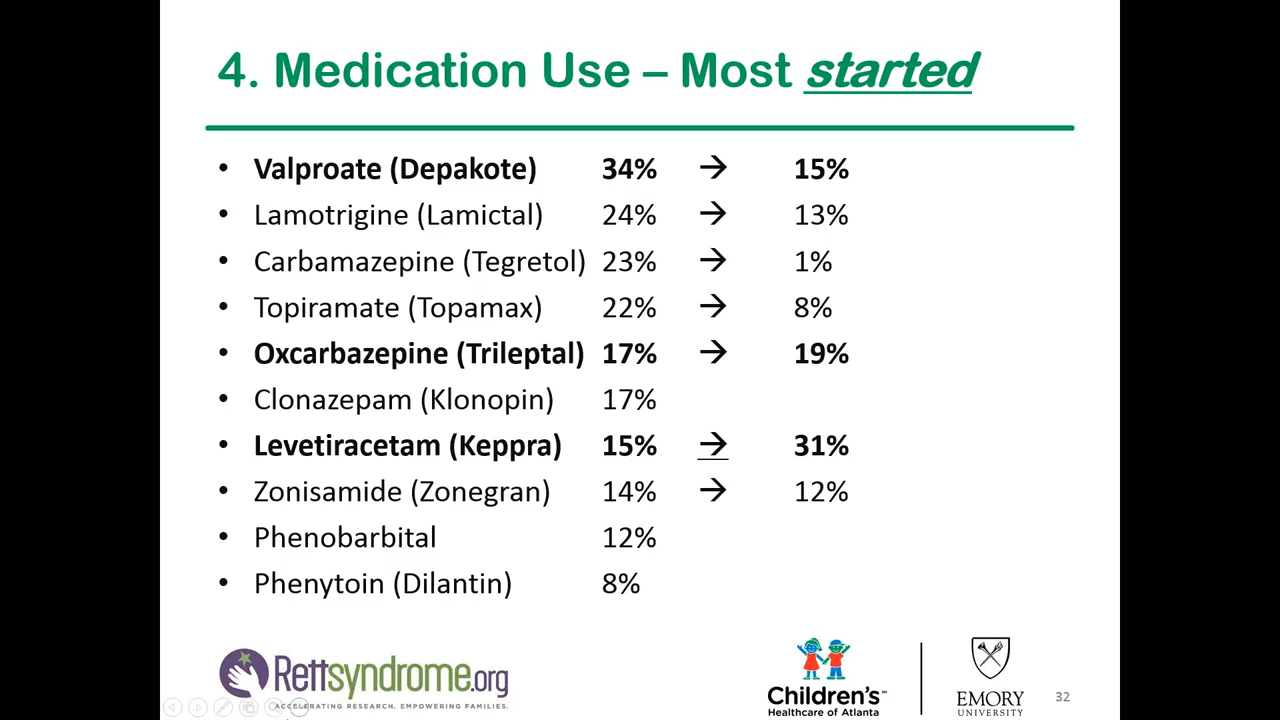 4. Medication Use – Most started
• Valproate (Depakote) 34% → 15%
• Lamotrigine (Lamictal) 24% → 13%
• Carbamazepine (Tegretol) 23% → 1%
• Topiramate (Topamax) 22% → 8%
• Oxcarbazepine (Trileptal) 17% → 19%
• Clonazepam (Klonopin) 17%
• Levetiracetam (Keppra) 15% → 31%
• Zonisamide (Zonegran) 14% → 12%
• Phenobarbital 12%
• Phenytoin (Dilantin) 8%
Rettsyndrome.org
ACCELERATING RESEARCH. EMPOWERING FAMILIES.
Children's™
Healthcare of Atlanta
EMORY
UNIVERSITY
32